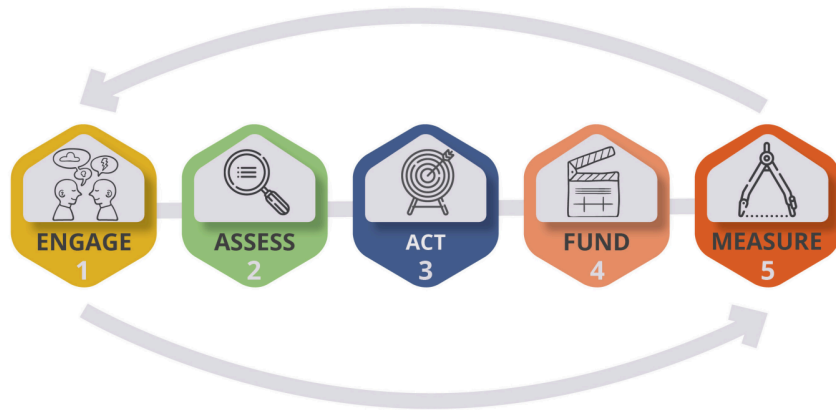 ENGAGE
1
ASSESS
2
ACT
3
FUND
4
MEASURE
5